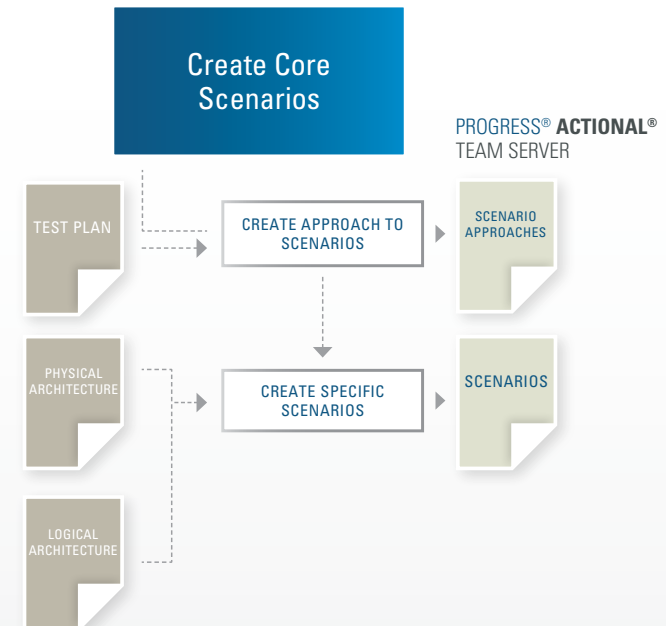 Create Core
Scenarios
PROGRESS® ACTIONAL®
TEAM SERVER
TEST PLAN
CREATE APPROACH TO
SCENARIOS
SCENARIO
APPROACHES
PHYSICAL
ARCHITECTURE
CREATE SPECIFIC
SCENARIOS
SCENARIOS
LOGICAL
ARCHITECTURE